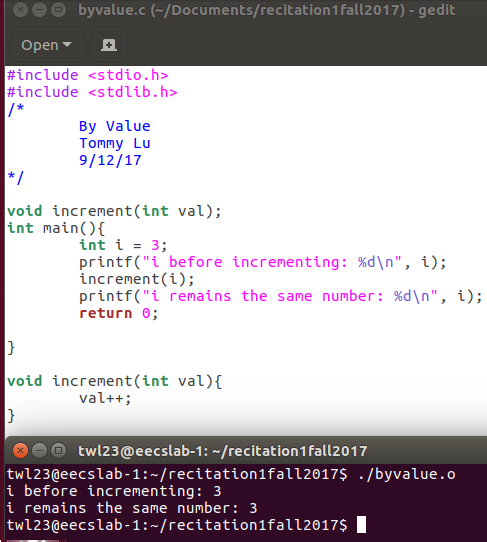 byvalue.c (~/Documents/recitation1fall2017) - gedit
Open
#include <stdio.h>
#include <stdlib.h>
/*
        By Value
        Tommy Lu
        9/12/17
*/

void increment(int val);
int main(){
        int i = 3;
        printf("i before incrementing: %d\n", i);
        increment(i);
        printf("i remains the same number: %d\n", i);
        return 0;

}

void increment(int val){
        val++;
}
twl23@eecslab-1: ~/recitation1fall2017
twl23@eecslab-1:~/recitation1fall2017$ ./byvalue.o
i before incrementing: 3
i remains the same number: 3
twl23@eecslab-1:~/recitation1fall2017$